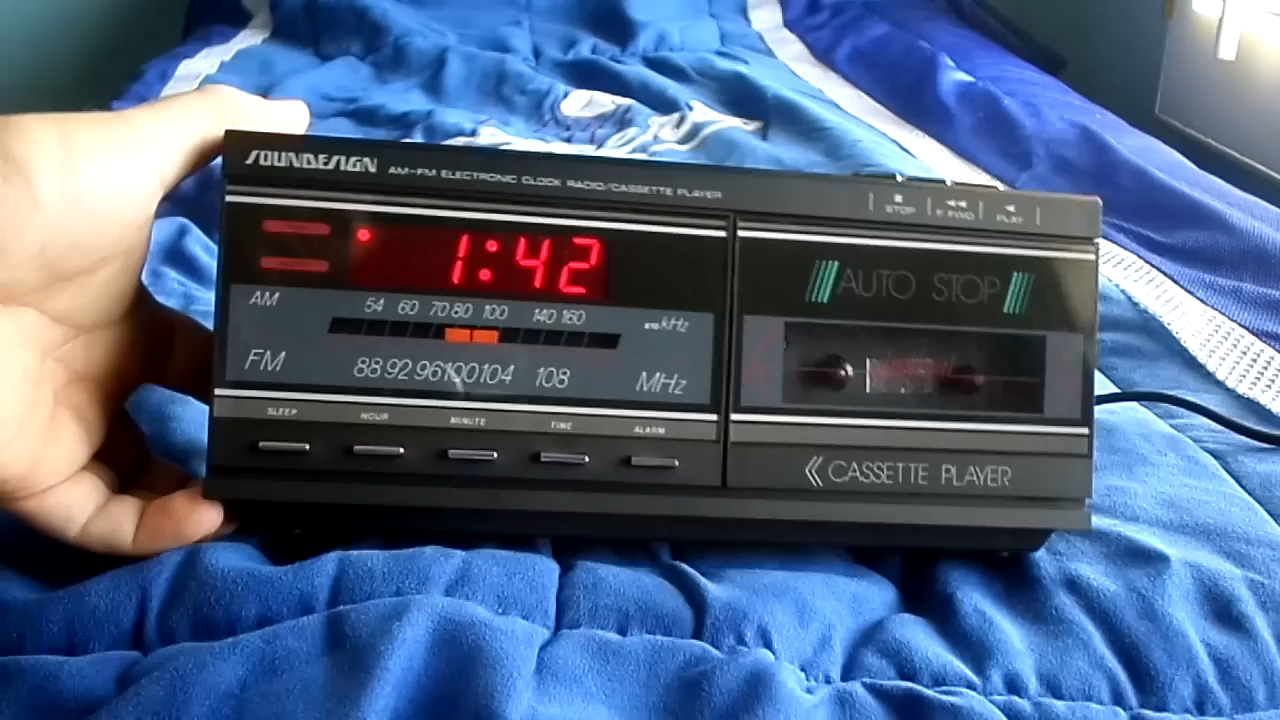 SOUNDESIGN AM-FM ELECTRONIC CLOCK RADIO/CASSETTE PLAYER
STOP F. FWD PLAY
1:42
AUTO STOP
AM 54 60 70 80 100 140 160 kHz
FM 88 92 96 100 104 108 MHz
SLEEP HOUR MINUTE TIME ALARM
CASSETTE PLAYER